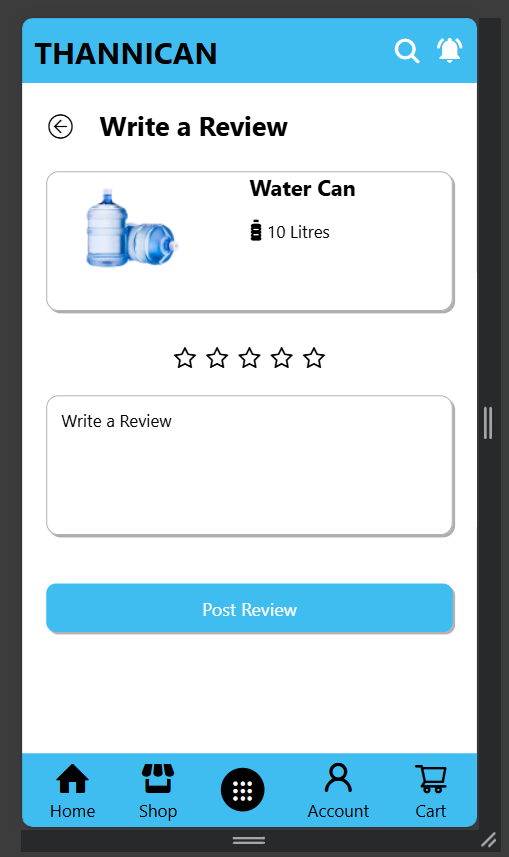 THANNICAN
Write a Review
Water Can
10 Litres
Write a Review
Post Review
Home
Shop
Account
Cart